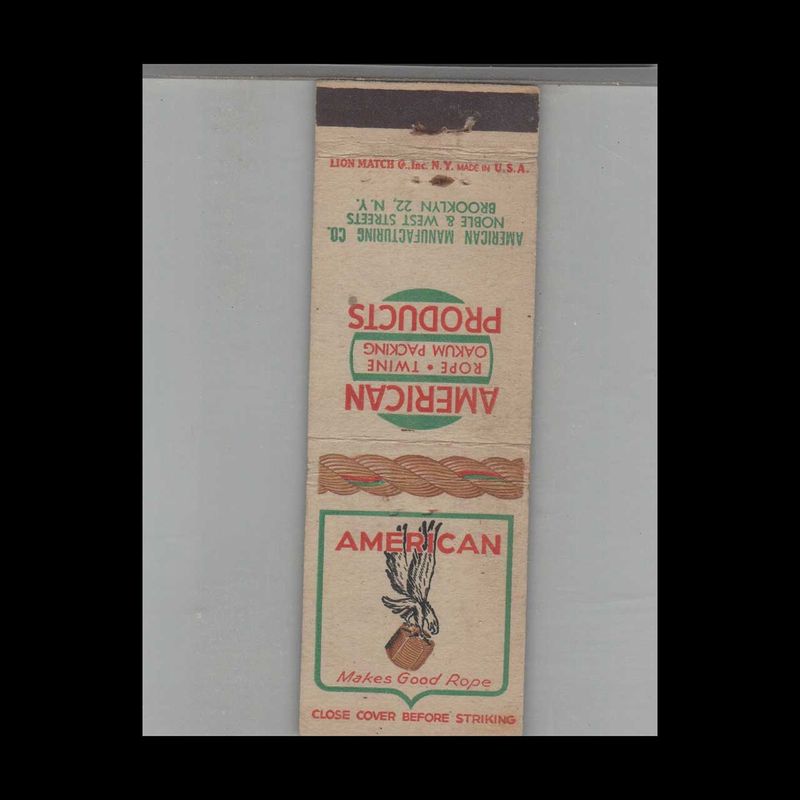 LION MATCH Co., Inc. N.Y. MADE IN U.S.A.
AMERICAN MANUFACTURING CO.
NOBLE & WEST STREETS
BROOKLYN 22, N.Y.
AMERICAN
ROPE • TWINE
OAKUM PACKING
PRODUCTS
AMERICAN
Makes Good Rope
CLOSE COVER BEFORE STRIKING